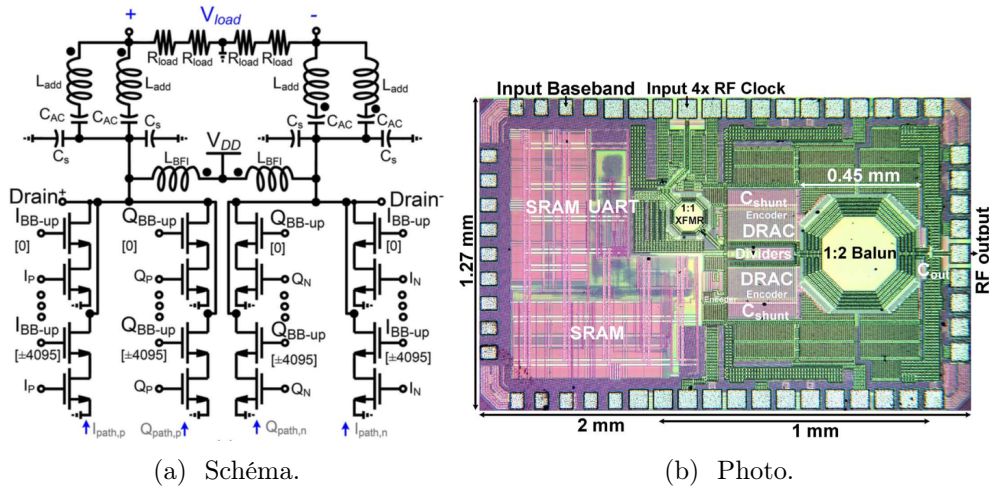 + V_load -
R_load R_load R_load R_load
L_add L_add L_add L_add
C_AC C_AC C_AC C_AC
C_s C_s C_s C_s
V_DD
L_BFI L_BFI
Drain+ Drain-
I_BB-up Q_BB-up Q_BB-up I_BB-up
[0] [0] [0] [0]
I_P Q_P Q_N I_N
I_BB-up Q_BB-up Q_BB-up I_BB-up
[±4095] [±4095] [±4095] [±4095]
I_P Q_P Q_N I_N
I_path,p Q_path,p Q_path,n I_path,n
(a) Schéma.
Input Baseband Input 4x RF Clock
0.45 mm
SRAM UART
1:1
XFMR
C_shunt
Encoder
DRAC
Dividers
1:2 Balun
DRAC
Encoder
C_shunt
Encoder
SRAM
C_out
RF output
1.27 mm
2 mm 1 mm
(b) Photo.